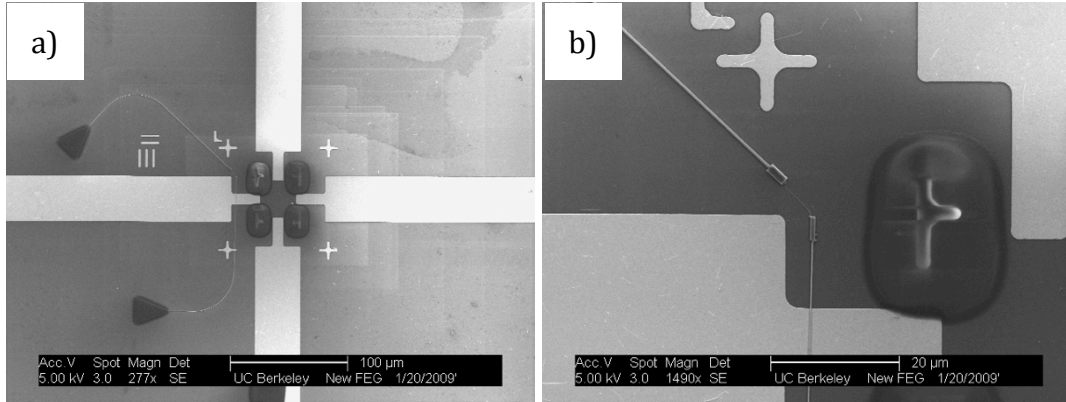 a)
Acc.V Spot Magn Det
5.00 kV 3.0 277x SE
100 µm
UC Berkeley New FEG 1/20/2009'
b)
Acc.V Spot Magn Det
5.00 kV 3.0 1490x SE
20 µm
UC Berkeley New FEG 1/20/2009'